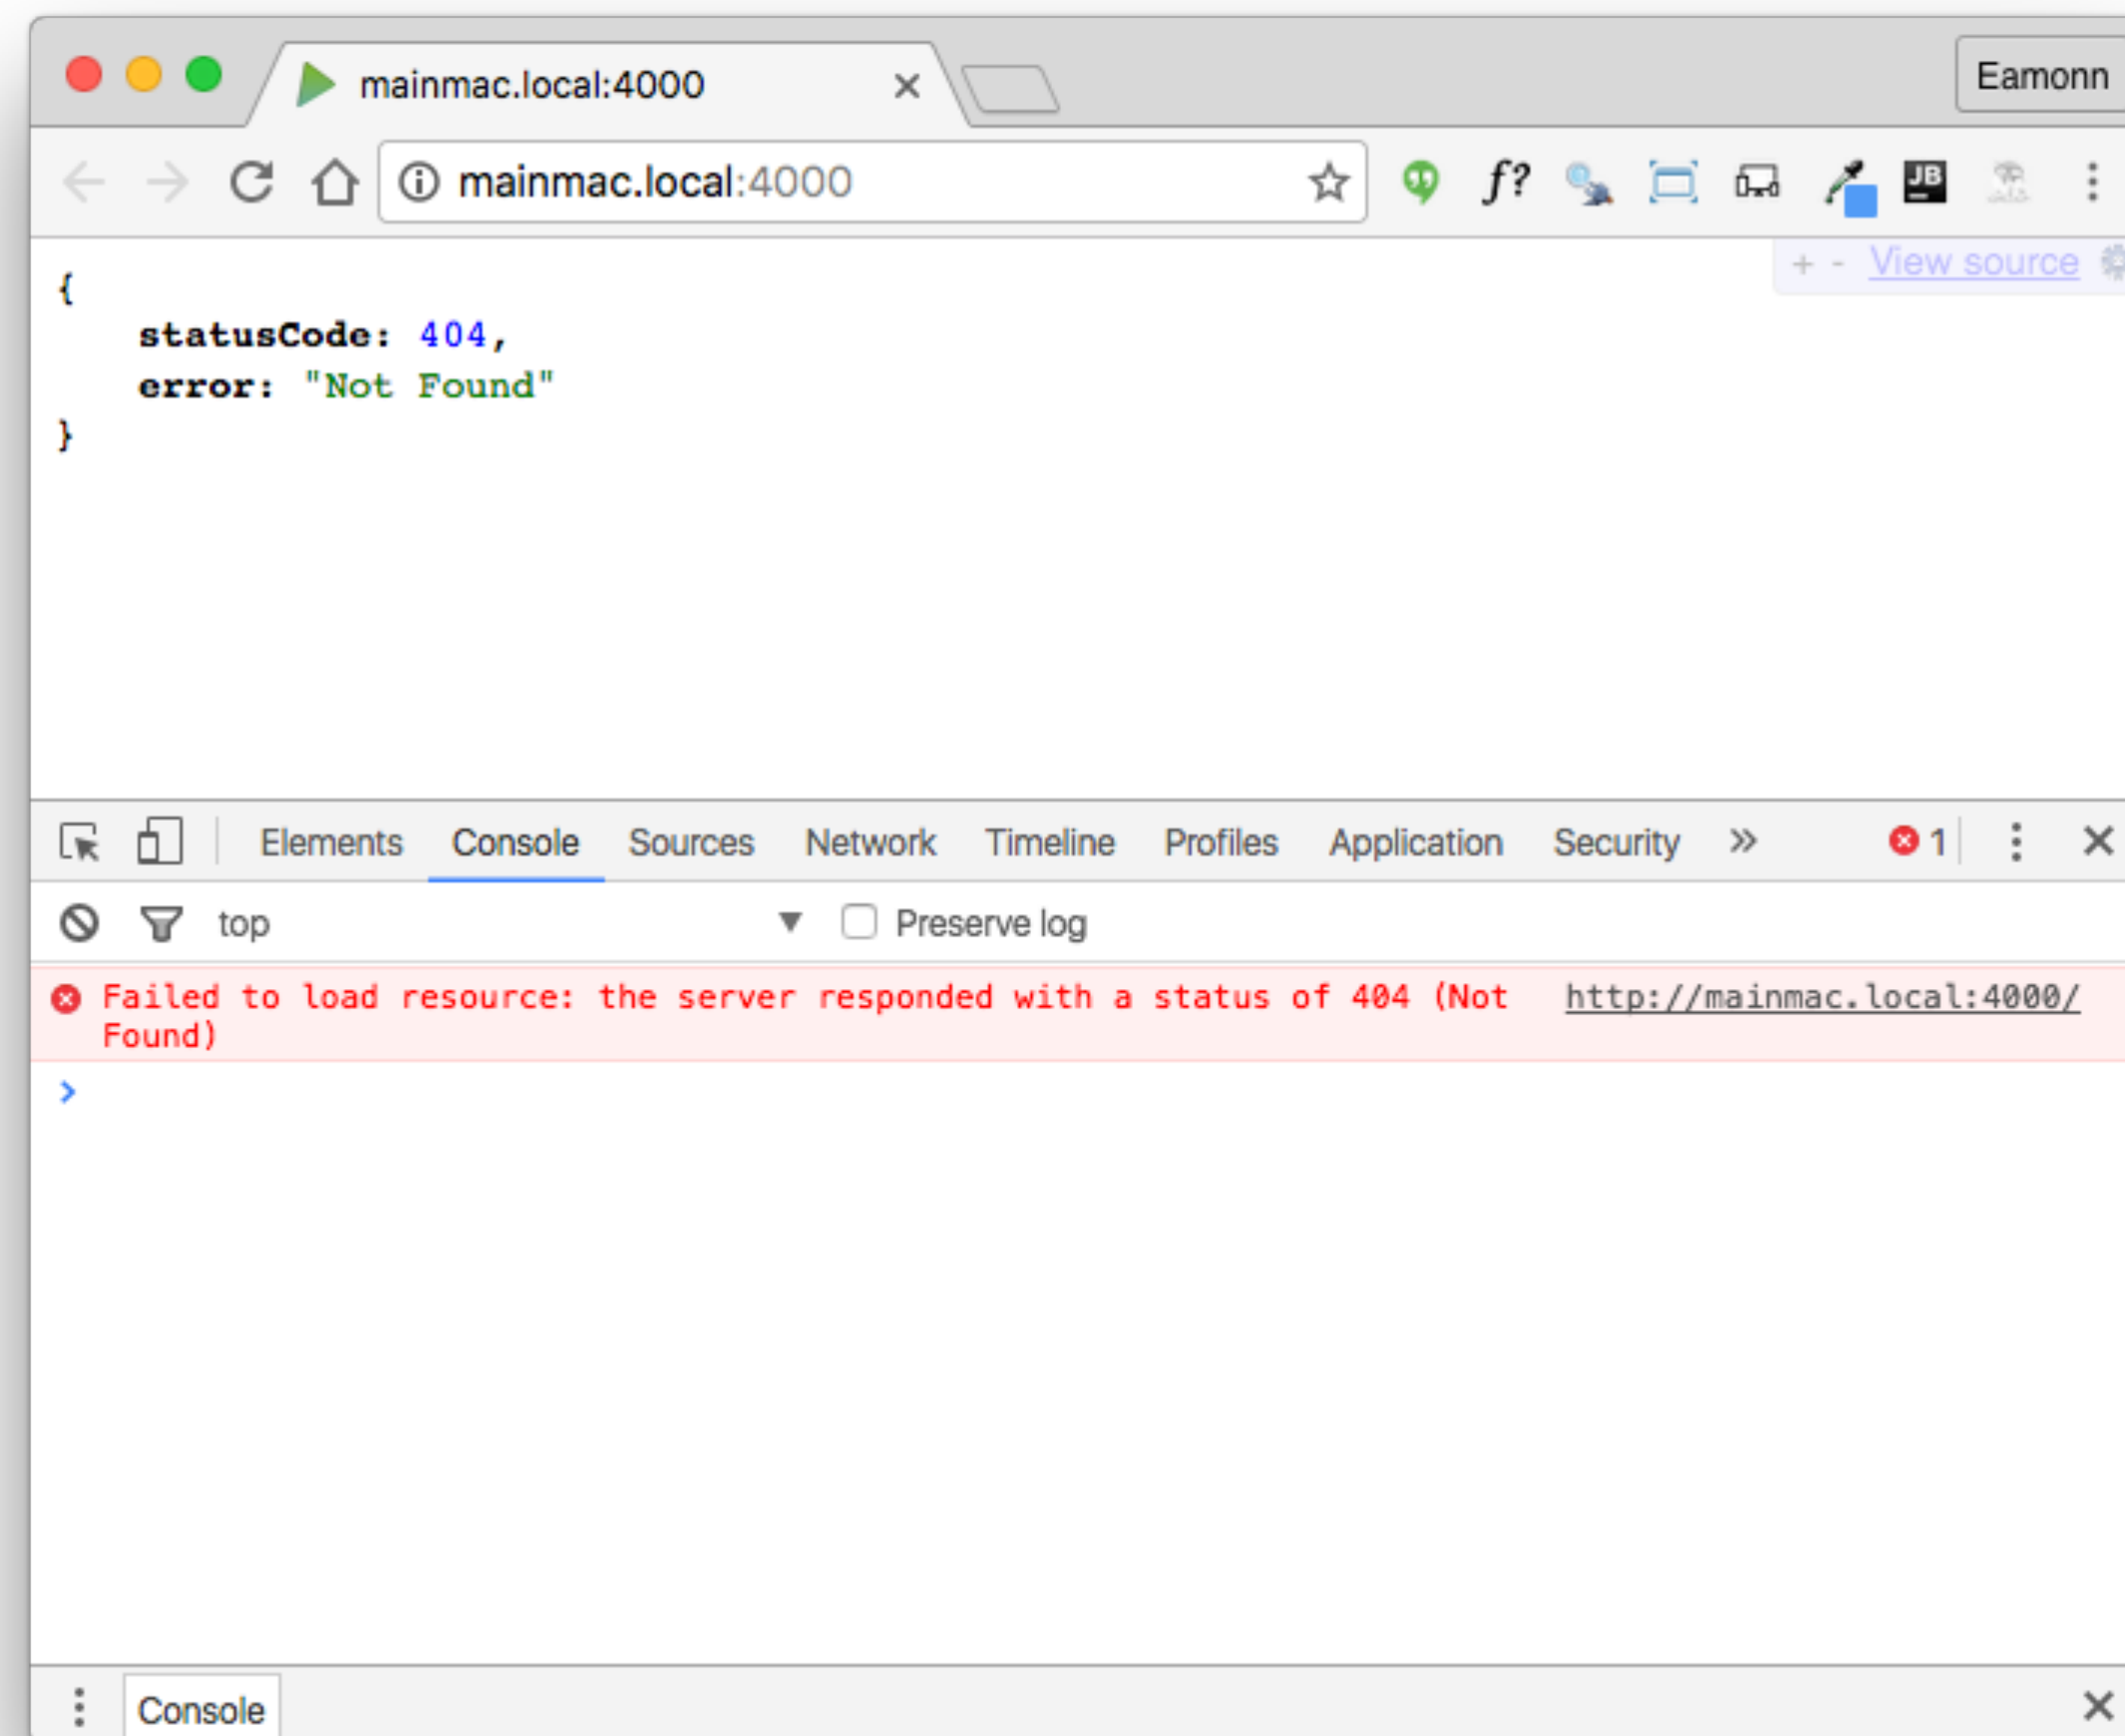 mainmac.local:4000
Eamonn
mainmac.local:4000
f?
JB
+ - View source
{
statusCode: 404,
error: "Not Found"
}
Elements Console Sources Network Timeline Profiles Application Security » 1
top Preserve log
Failed to load resource: the server responded with a status of 404 (Not http://mainmac.local:4000/
Found)
>
Console